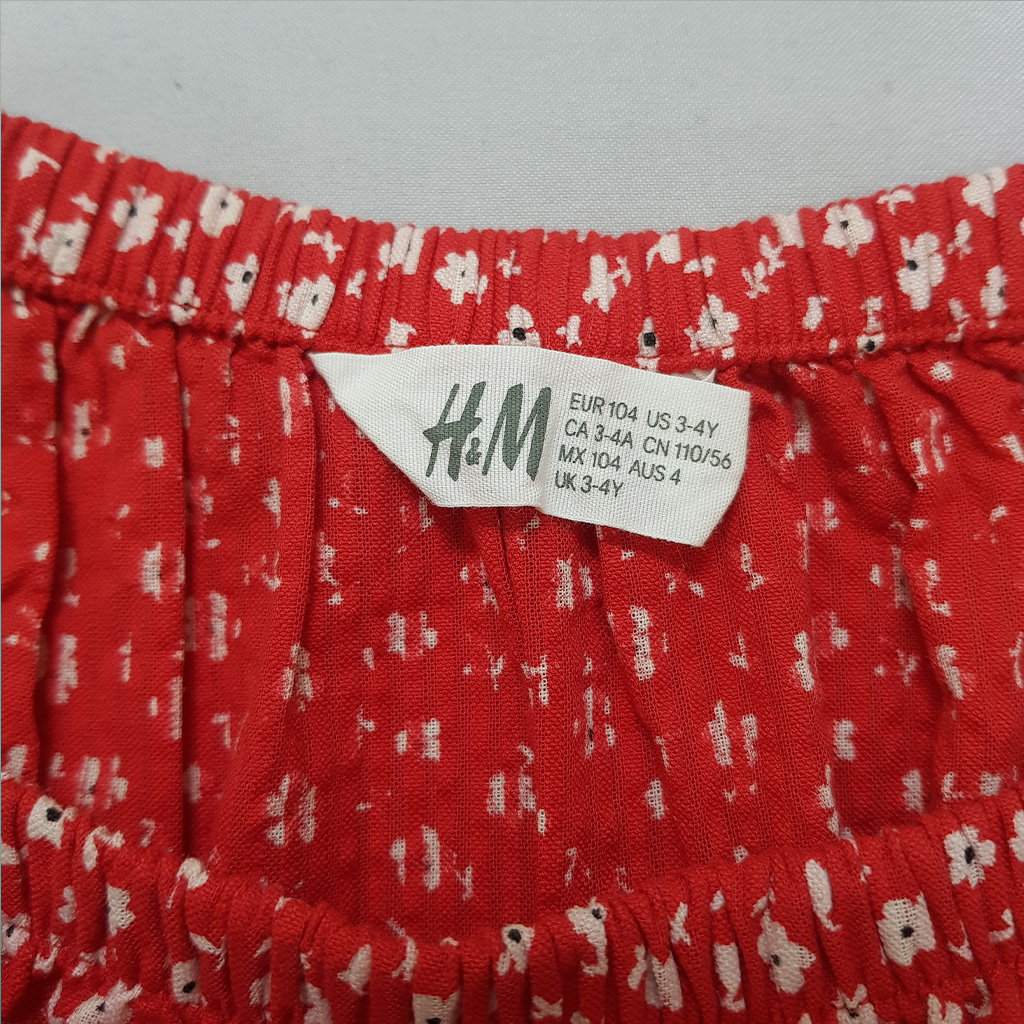 H&M
EUR 104 US 3-4Y
CA 3-4A CN 110/56
MX 104 AUS 4
UK 3-4Y